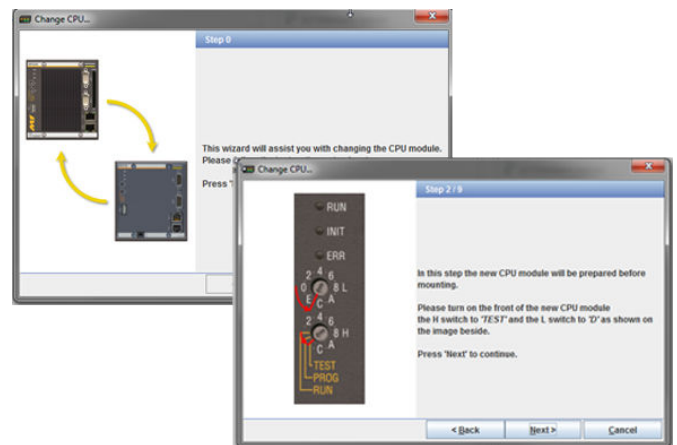 Change CPU...
Step 0
This wizard will assist you with changing the CPU module.
Please
Press
Change CPU...
Step 2 / 9
RUN
INIT
ERR
2 4 6
0 8 L
E C A
2 4 6
8 H
C A
TEST
PROG
RUN
In this step the new CPU module will be prepared before
mounting.
Please turn on the front of the new CPU module
the H switch to 'TEST' and the L switch to 'D' as shown on
the image beside.
Press 'Next' to continue.
< Back
Next >
Cancel